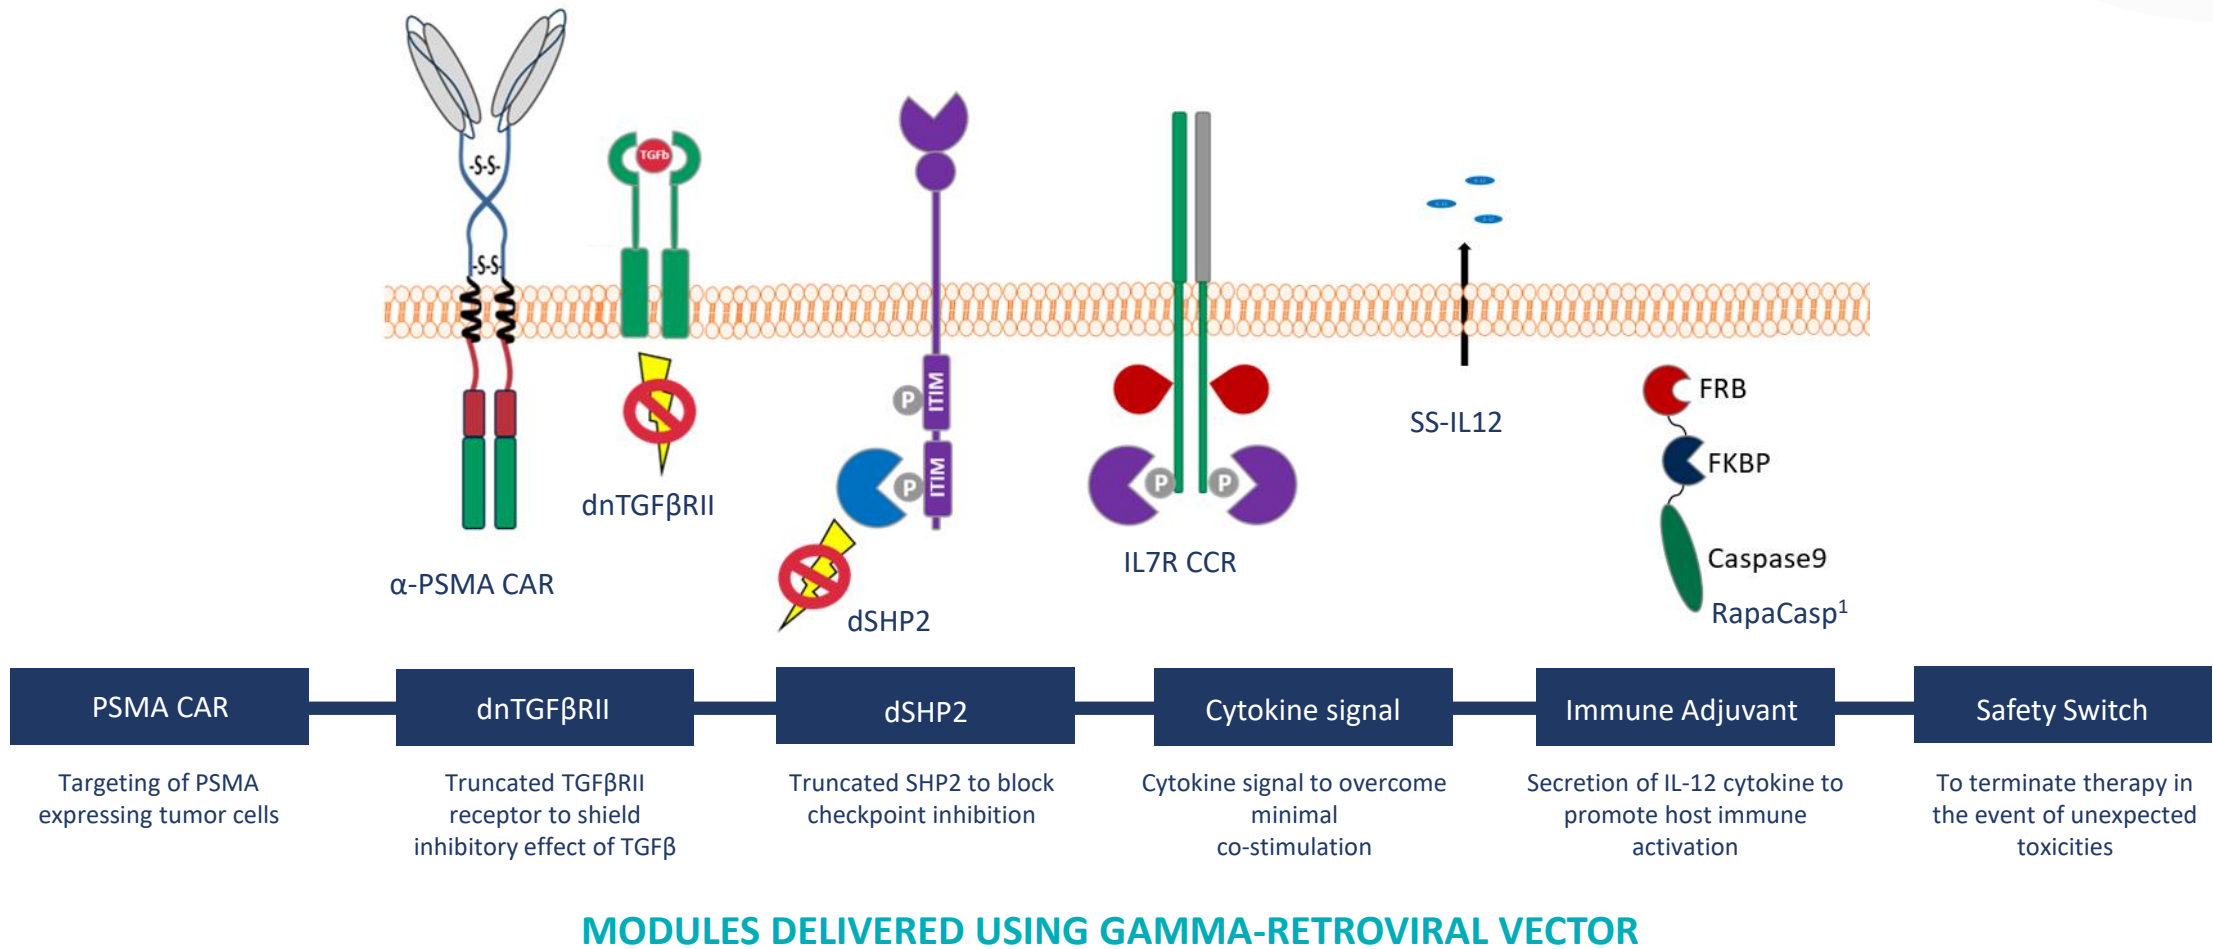 -S-S-
-S-S-
TGFb
dnTGFβRII
α-PSMA CAR
P
ITIM
P
ITIM
dSHP2
P
P
IL7R CCR
SS-IL12
FRB
FKBP
Caspase9
RapaCasp¹
PSMA CAR
Targeting of PSMA
expressing tumor cells
dnTGFβRII
Truncated TGFβRII
receptor to shield
inhibitory effect of TGFβ
dSHP2
Truncated SHP2 to block
checkpoint inhibition
Cytokine signal
Cytokine signal to overcome
minimal
co-stimulation
Immune Adjuvant
Secretion of IL-12 cytokine to
promote host immune
activation
Safety Switch
To terminate therapy in
the event of unexpected
toxicities
MODULES DELIVERED USING GAMMA-RETROVIRAL VECTOR